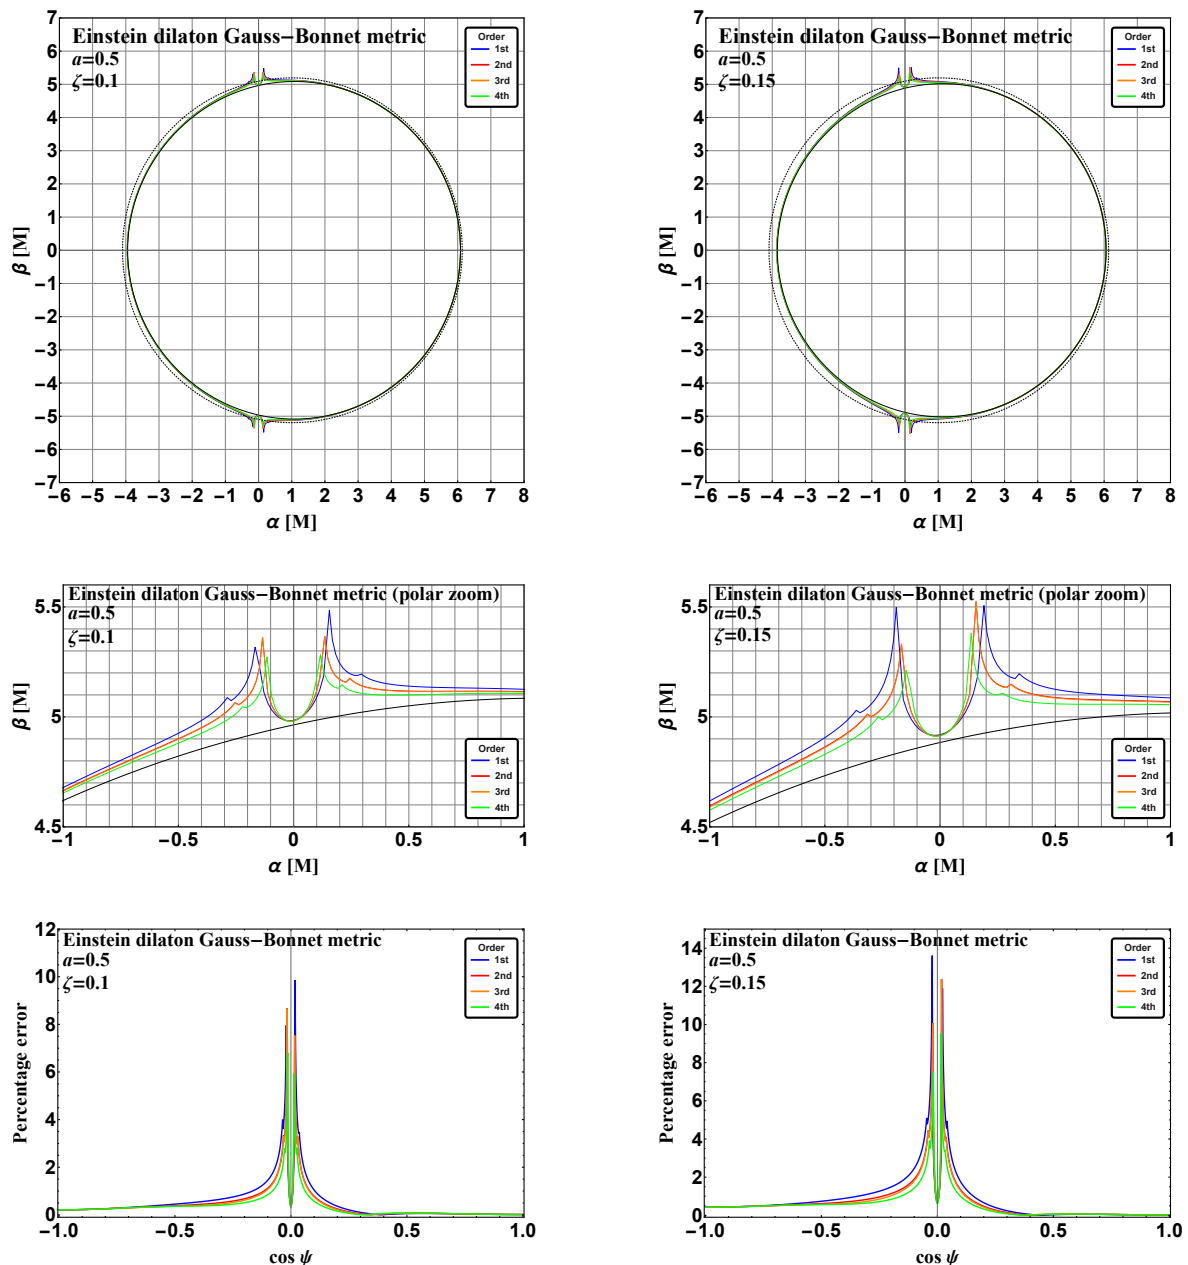 Einstein dilaton Gauss−Bonnet metric
a=0.5
ζ=0.1
Order
1st
2nd
3rd
4th
7
6
5
4
3
2
1
0
−1
−2
−3
−4
−5
−6
−7
β [M]
−6 −5 −4 −3 −2 −1 0 1 2 3 4 5 6 7 8
α [M]
Einstein dilaton Gauss−Bonnet metric
a=0.5
ζ=0.15
Order
1st
2nd
3rd
4th
7
6
5
4
3
2
1
0
−1
−2
−3
−4
−5
−6
−7
β [M]
−6 −5 −4 −3 −2 −1 0 1 2 3 4 5 6 7 8
α [M]
Einstein dilaton Gauss−Bonnet metric (polar zoom)
a=0.5
ζ=0.1
Order
1st
2nd
3rd
4th
5.5
5
4.5
β [M]
−1 −0.5 0 0.5 1
α [M]
Einstein dilaton Gauss−Bonnet metric (polar zoom)
a=0.5
ζ=0.15
Order
1st
2nd
3rd
4th
5.5
5
4.5
β [M]
−1 −0.5 0 0.5 1
α [M]
Einstein dilaton Gauss−Bonnet metric
a=0.5
ζ=0.1
Order
1st
2nd
3rd
4th
12
10
8
6
4
2
0
Percentage error
−1.0 −0.5 0.0 0.5 1.0
cos ψ
Einstein dilaton Gauss−Bonnet metric
a=0.5
ζ=0.15
Order
1st
2nd
3rd
4th
14
12
10
8
6
4
2
0
Percentage error
−1.0 −0.5 0.0 0.5 1.0
cos ψ